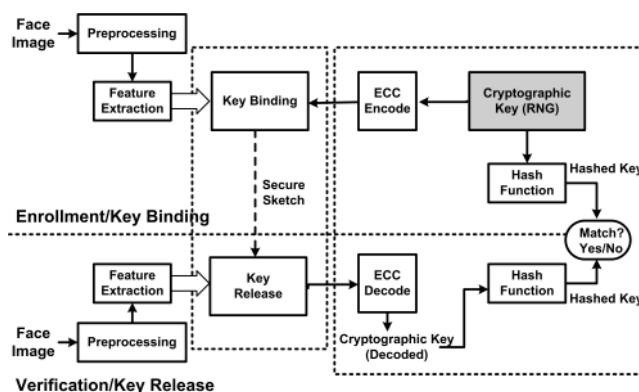 Face
Image
Preprocessing
Feature
Extraction
Key Binding
ECC
Encode
Cryptographic
Key (RNG)
Hash
Function
Hashed Key
Secure
Sketch
Enrollment/Key Binding
Match?
Yes/No
Feature
Extraction
Key
Release
ECC
Decode
Hash
Function
Hashed Key
Face
Image
Preprocessing
Cryptographic Key
(Decoded)
Verification/Key Release